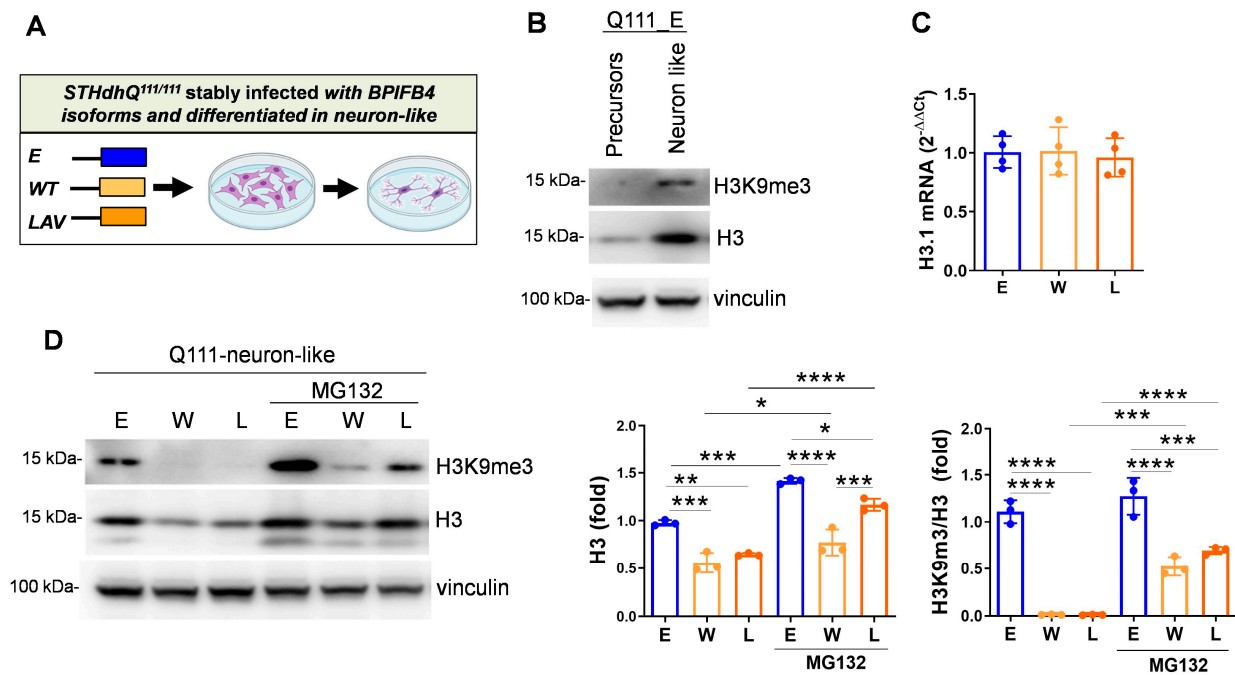 A
STHdhQ111/111 stably infected with BPIFB4
isoforms and differentiated in neuron-like
E
WT
LAV
B
Q111_E
Precursors
Neuron like
15 kDa-
H3K9me3
15 kDa-
H3
100 kDa-
vinculin
C
H3.1 mRNA (2-ΔΔCt)
1.5
1.0
0.5
0.0
E W L
D
Q111-neuron-like
MG132
E W L E W L
15 kDa-
H3K9me3
15 kDa-
H3
100 kDa-
vinculin
H3 (fold)
2.0
1.5
1.0
0.5
0.0
****
*
*
*** ****
** ***
***
E W L E W L
MG132
H3K9m3/H3 (fold)
2.0
1.5
1.0
0.5
0.0
****
***
***
**** ****
****
E W L E W L
MG132